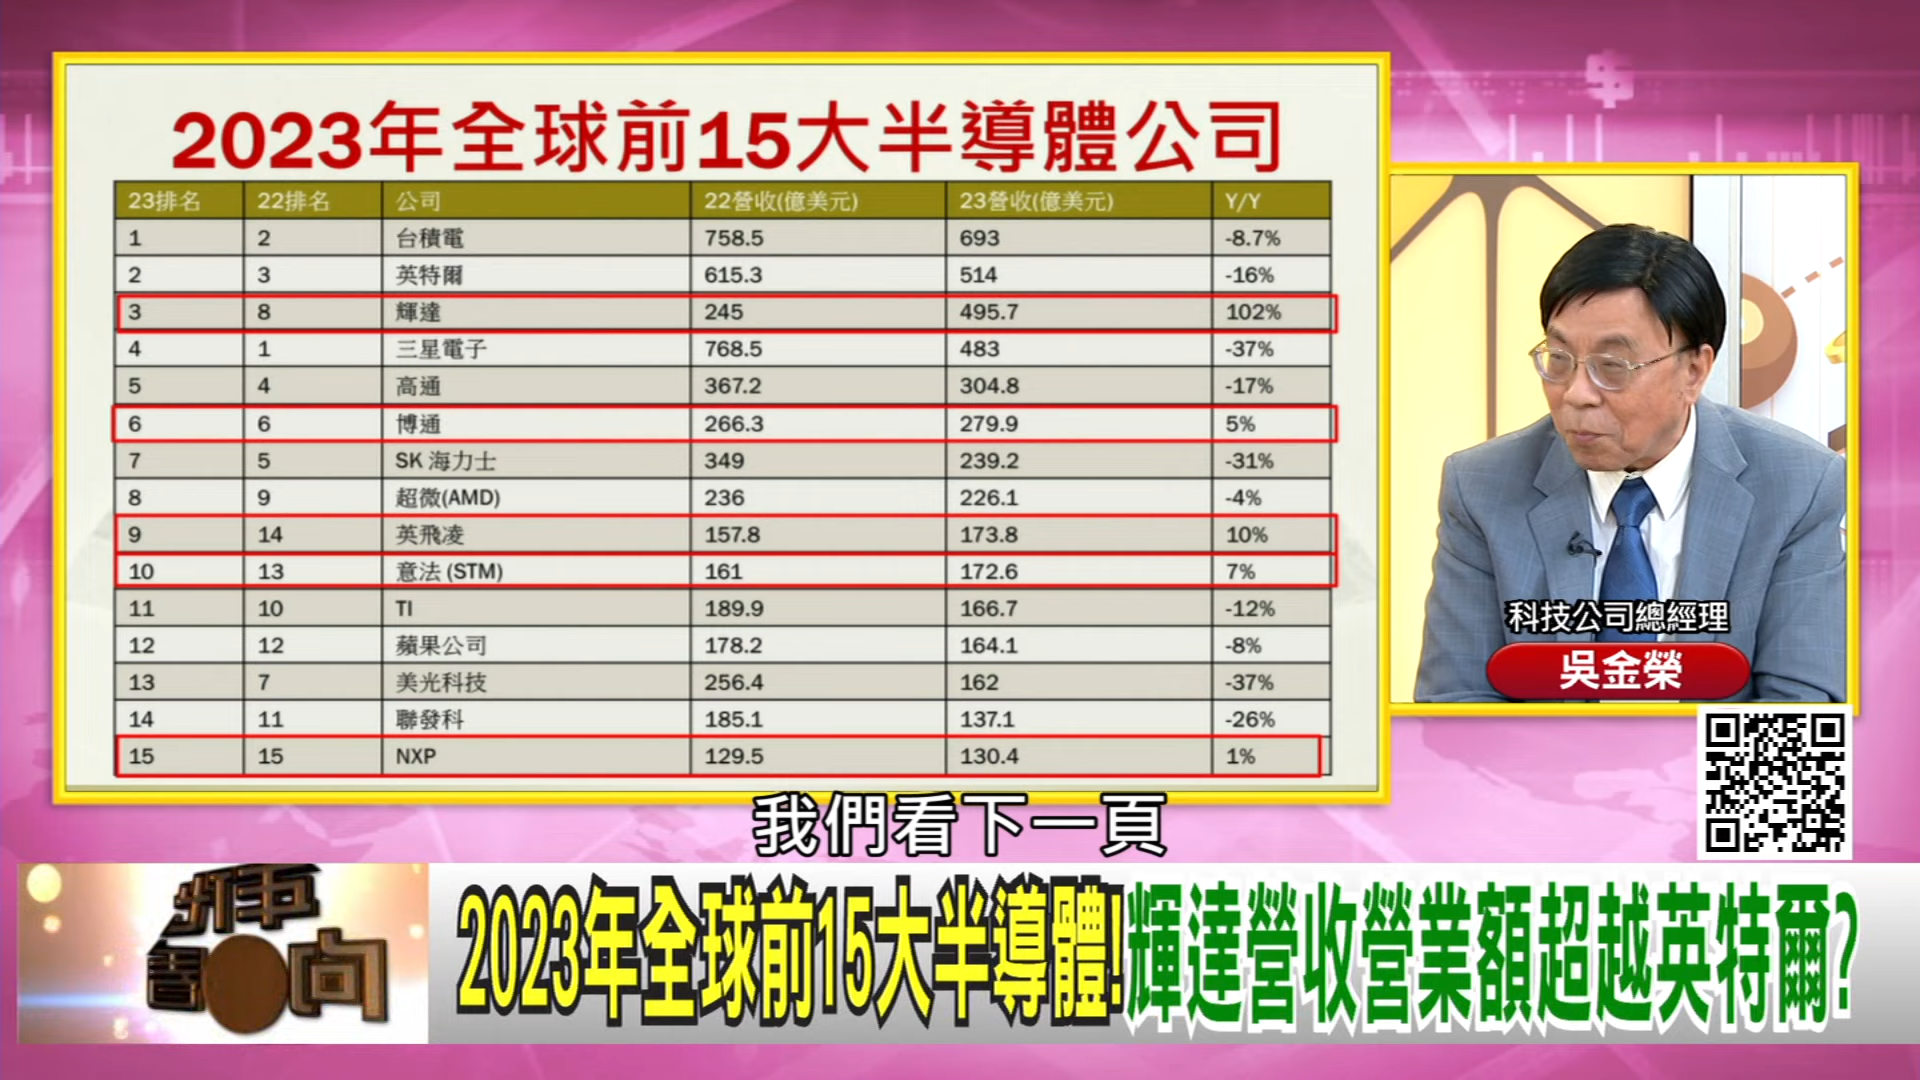 2023年全球前15大半導體公司
23排名 22排名 公司 22營收(億美元) 23營收(億美元) Y/Y
1 2 台積電 758.5 693 -8.7%
2 3 英特爾 615.3 514 -16%
3 8 輝達 245 495.7 102%
4 1 三星電子 768.5 483 -37%
5 4 高通 367.2 304.8 -17%
6 6 博通 266.3 279.9 5%
7 5 SK 海力士 349 239.2 -31%
8 9 超微(AMD) 236 226.1 -4%
9 14 英飛凌 157.8 173.8 10%
10 13 意法 (STM) 161 172.6 7%
11 10 TI 189.9 166.7 -12%
12 12 蘋果公司 178.2 164.1 -8%
13 7 美光科技 256.4 162 -37%
14 11 聯發科 185.1 137.1 -26%
15 15 NXP 129.5 130.4 1%
科技公司總經理
吳金榮
我們看下一頁
2023年全球前15大半導體!輝達營收營業額超越英特爾?